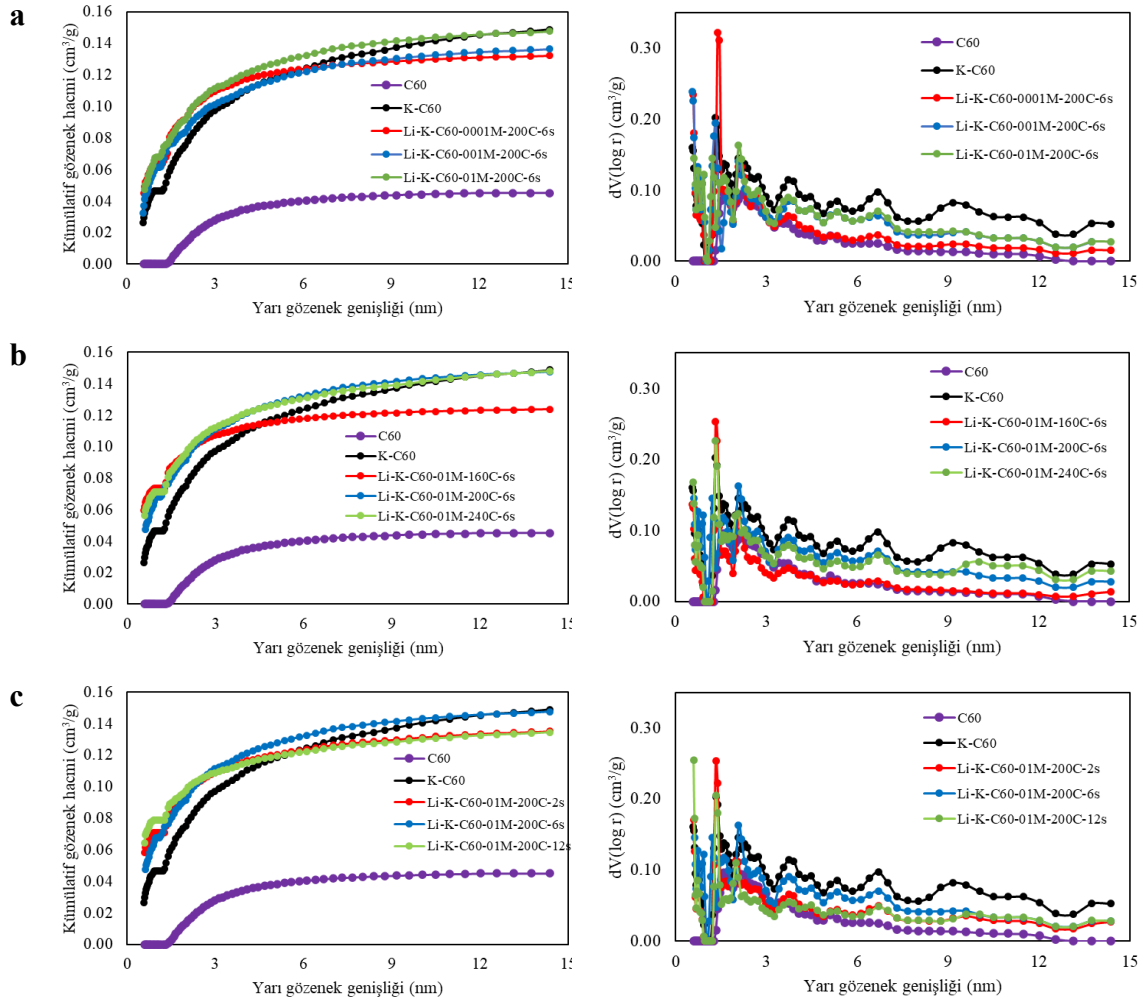 a
Kümülatif gözenek hacmi (cm³/g)
0.16
0.14
0.12
0.10
0.08
0.06
0.04
0.02
0.00
0
3
6
9
12
15
Yarı gözenek genişliği (nm)
C60
K-C60
Li-K-C60-0001M-200C-6s
Li-K-C60-001M-200C-6s
Li-K-C60-01M-200C-6s
dV(log r) (cm³/g)
0.30
0.20
0.10
0.00
0
3
6
9
12
15
Yarı gözenek genişliği (nm)
C60
K-C60
Li-K-C60-0001M-200C-6s
Li-K-C60-001M-200C-6s
Li-K-C60-01M-200C-6s
b
Kümülatif gözenek hacmi (cm³/g)
0.16
0.14
0.12
0.10
0.08
0.06
0.04
0.02
0.00
0
3
6
9
12
15
Yarı gözenek genişliği (nm)
C60
K-C60
Li-K-C60-01M-160C-6s
Li-K-C60-01M-200C-6s
Li-K-C60-01M-240C-6s
dV(log r) (cm³/g)
0.30
0.20
0.10
0.00
0
3
6
9
12
15
Yarı gözenek genişliği (nm)
C60
K-C60
Li-K-C60-01M-160C-6s
Li-K-C60-01M-200C-6s
Li-K-C60-01M-240C-6s
c
Kümülatif gözenek hacmi (cm³/g)
0.16
0.14
0.12
0.10
0.08
0.06
0.04
0.02
0.00
0
3
6
9
12
15
Yarı gözenek genişliği (nm)
C60
K-C60
Li-K-C60-01M-200C-2s
Li-K-C60-01M-200C-6s
Li-K-C60-01M-200C-12s
dV(log r) (cm³/g)
0.30
0.20
0.10
0.00
0
3
6
9
12
15
Yarı gözenek genişliği (nm)
C60
K-C60
Li-K-C60-01M-200C-2s
Li-K-C60-01M-200C-6s
Li-K-C60-01M-200C-12s